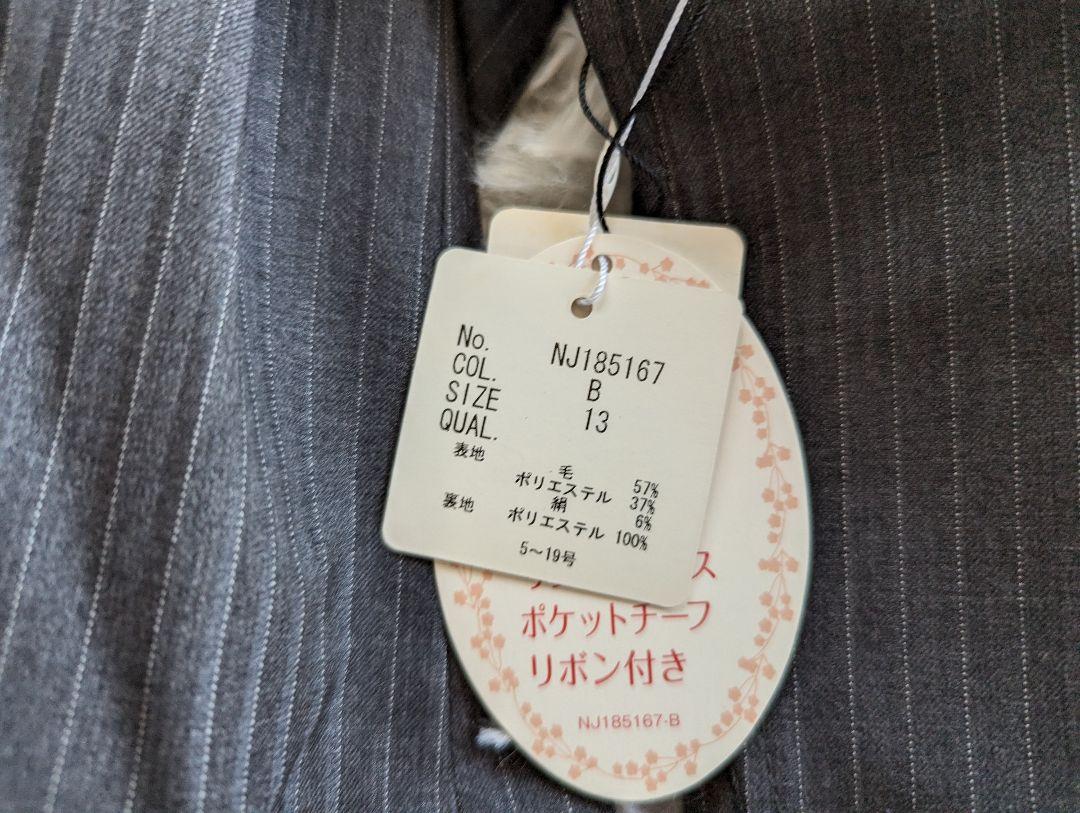 No. NJ185167
COL. B
SIZE 13
QUAL.
表地 毛 57%
ポリエステル 37%
絹 6%
裏地 ポリエステル 100%
5～19号
ス
ポケットチーフ
リボン付き
NJ185167-B